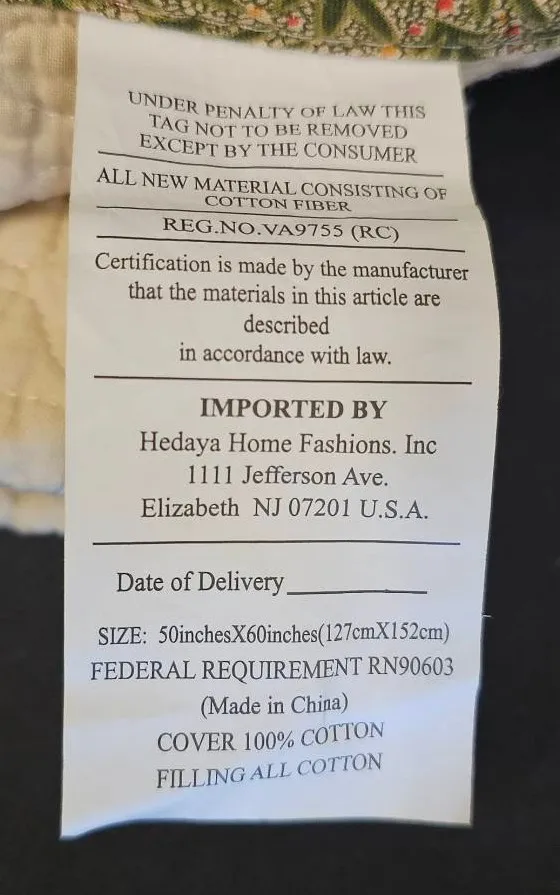 UNDER PENALTY OF LAW THIS
TAG NOT TO BE REMOVED
EXCEPT BY THE CONSUMER
ALL NEW MATERIAL CONSISTING OF
COTTON FIBER
REG.NO.VA9755 (RC)
Certification is made by the manufacturer
that the materials in this article are
described
in accordance with law.
IMPORTED BY
Hedaya Home Fashions. Inc
1111 Jefferson Ave.
Elizabeth NJ 07201 U.S.A.
Date of Delivery
SIZE: 50inchesX60inches(127cmX152cm)
FEDERAL REQUIREMENT RN90603
(Made in China)
COVER 100% COTTON
FILLING ALL COTTON